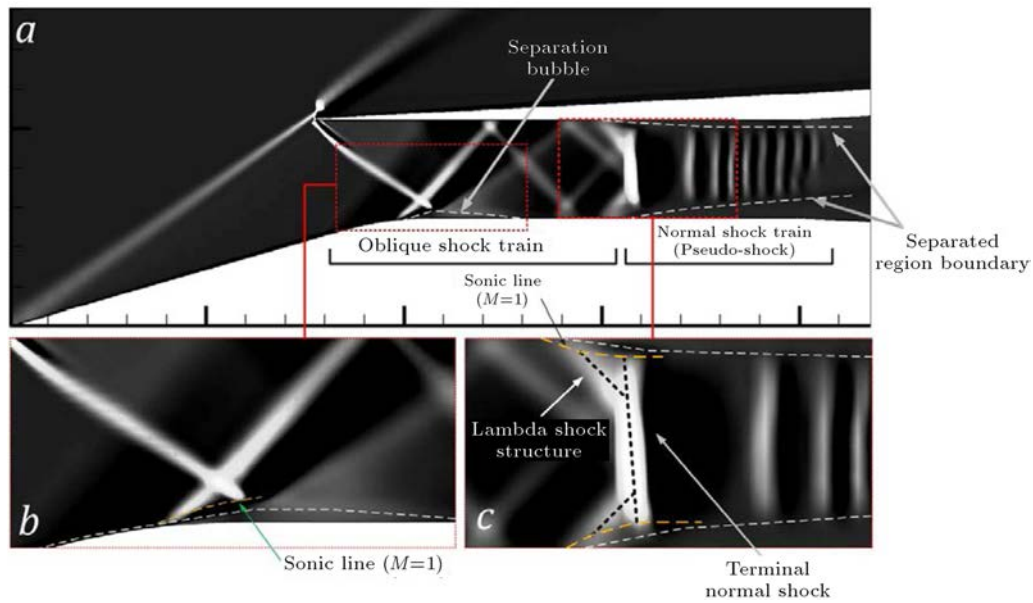 a
Separation
bubble
Oblique shock train
Normal shock train
(Pseudo-shock)
Separated
region boundary
Sonic line
(M=1)
Lambda shock
structure
b
c
Sonic line (M=1)
Terminal
normal shock